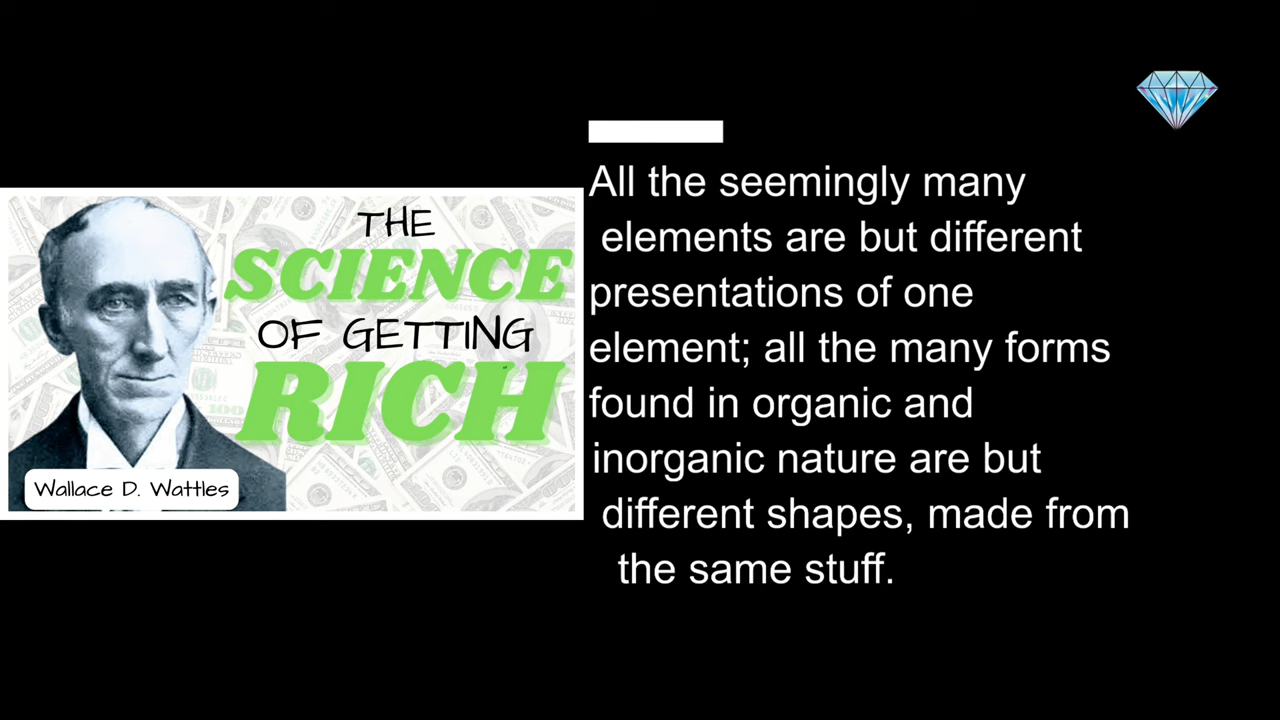 THE
SCIENCE
OF GETTING
RICH
Wallace D. Wattles
All the seemingly many
elements are but different
presentations of one
element; all the many forms
found in organic and
inorganic nature are but
different shapes, made from
the same stuff.